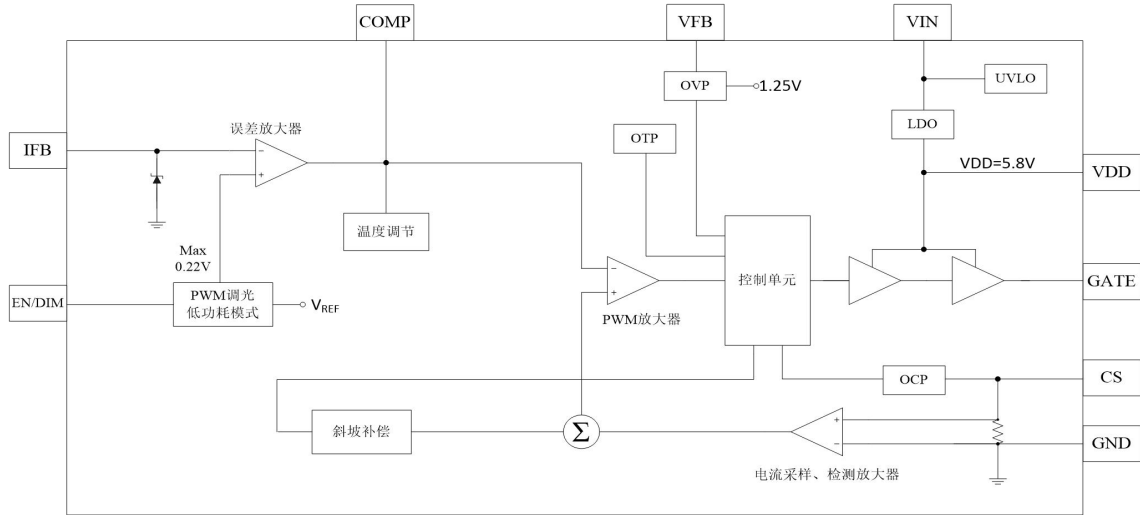 COMP
VFB
VIN
OVP
1.25V
UVLO
LDO
误差放大器
OTP
IFB
−
+
VDD=5.8V
VDD
温度调节
Max
0.22V
控制单元
EN/DIM
PWM调光
低功耗模式
VREF
−
+
PWM放大器
GATE
OCP
CS
斜坡补偿
Σ
+
−
GND
电流采样、检测放大器